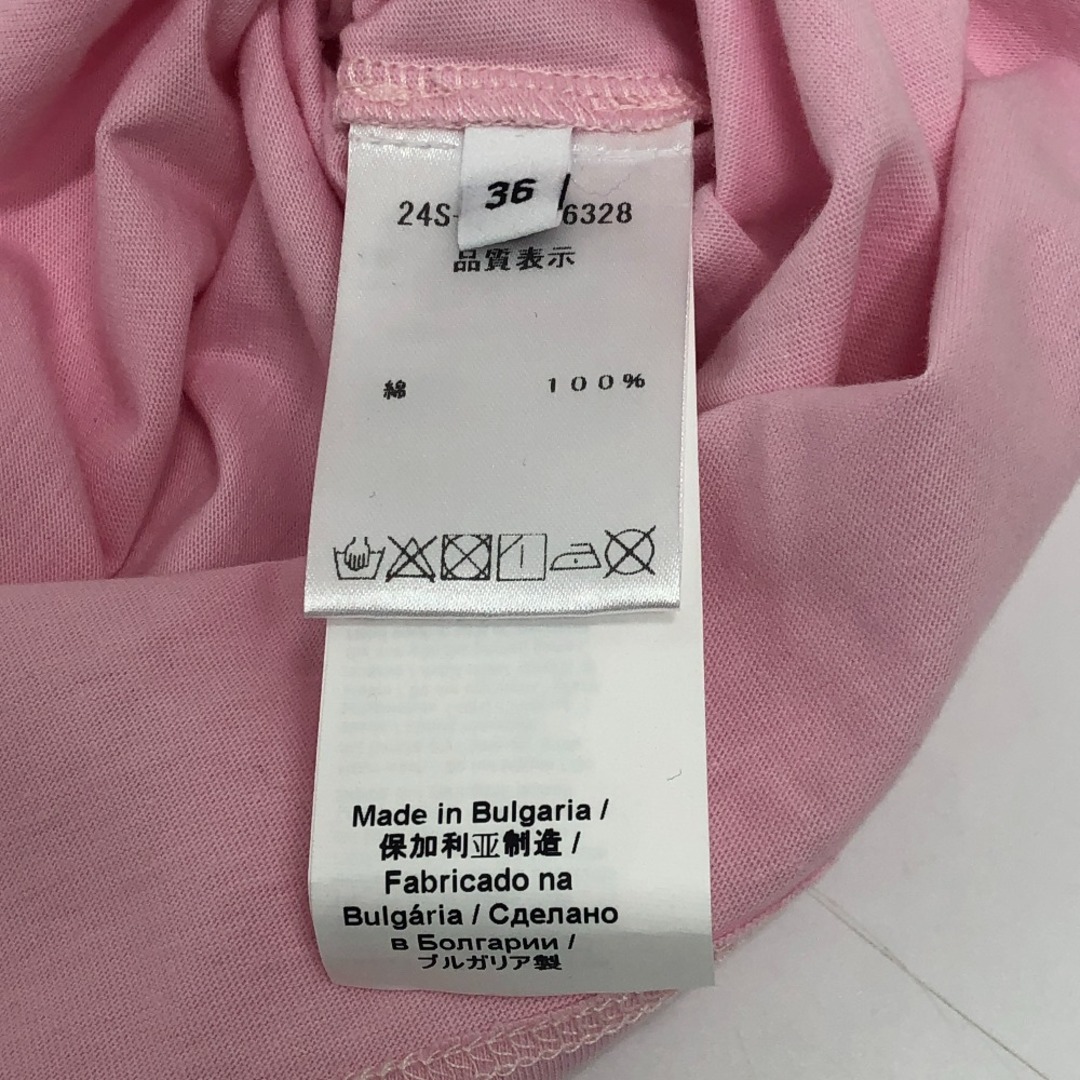 36
24S- 6328
品質表示
綿 100%
Made in Bulgaria /
保加利亚制造 /
Fabricado na
Bulgária / Сделано
в Болгарии /
ブルガリア製